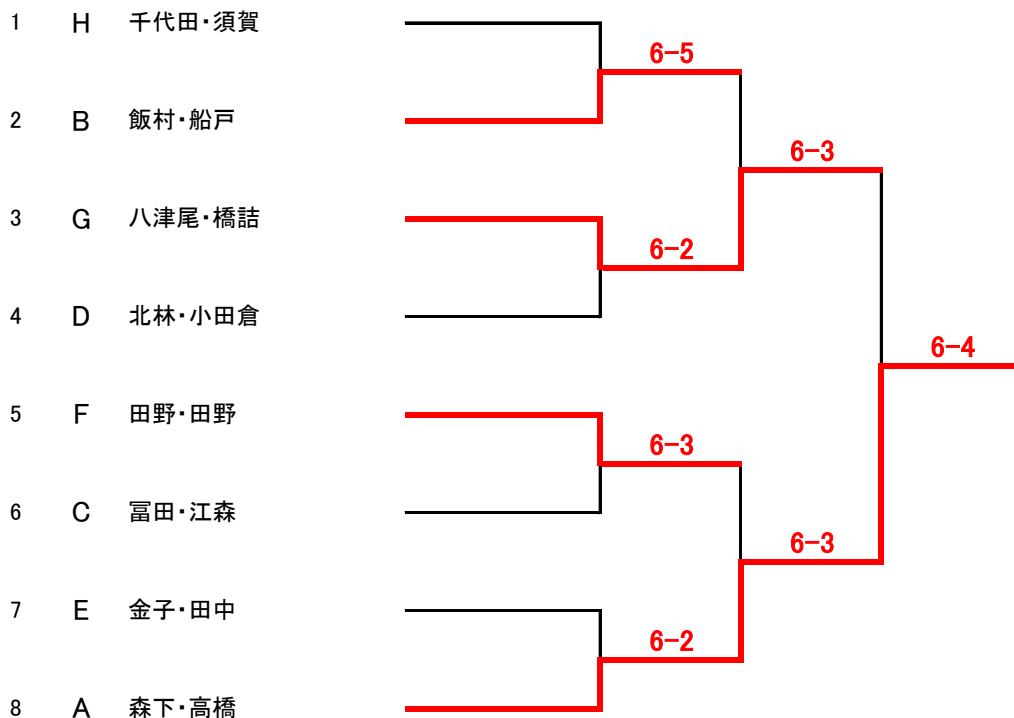 1 H 千代田・須賀
6-5
2 B 飯村・船戸
6-3
3 G 八津尾・橋詰
6-2
4 D 北林・小田倉
6-4
5 F 田野・田野
6-3
6 C 冨田・江森
6-3
7 E 金子・田中
6-2
8 A 森下・高橋